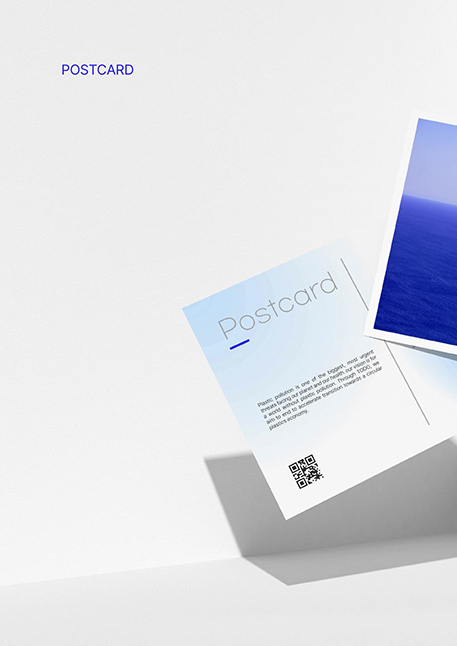 POSTCARD
Postcard
Plastic pollution is one of the biggest, most urgent
threats facing our planet and our health. our vision is for
a world without plastic pollution. Through EQDO, we
aim to end to accelerate transition towards a circular
plastics economy.